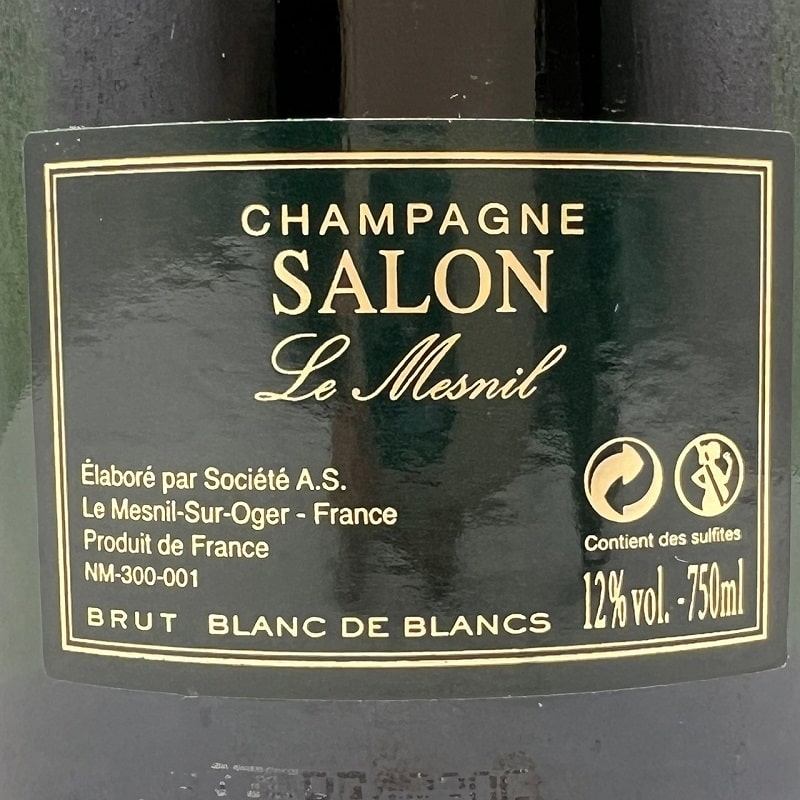 CHAMPAGNE
SALON
Le Mesnil
Élaboré par Société A.S.
Le Mesnil-Sur-Oger - France
Produit de France
NM-300-001
Contient des sulfites
12% vol. - 750ml
BRUT BLANC DE BLANCS